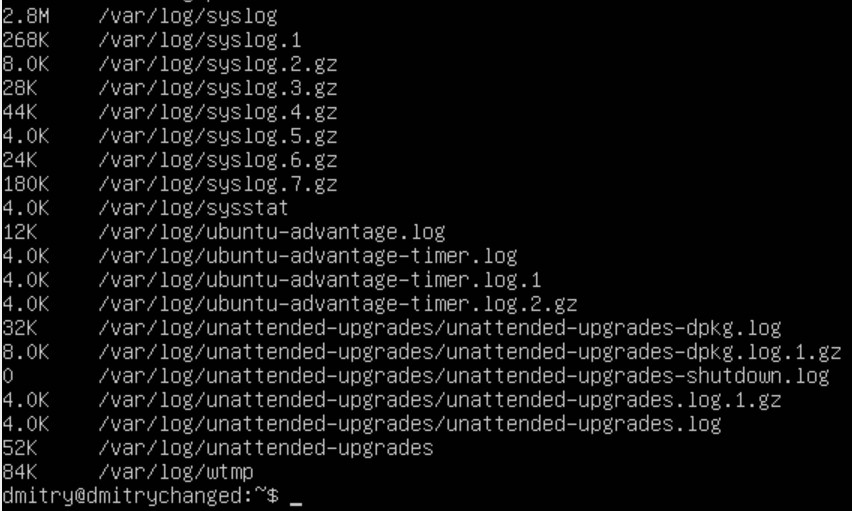 2.8M /var/log/syslog
268K /var/log/syslog.1
8.0K /var/log/syslog.2.gz
28K /var/log/syslog.3.gz
44K /var/log/syslog.4.gz
4.0K /var/log/syslog.5.gz
24K /var/log/syslog.6.gz
180K /var/log/syslog.7.gz
4.0K /var/log/sysstat
12K /var/log/ubuntu-advantage.log
4.0K /var/log/ubuntu-advantage-timer.log
4.0K /var/log/ubuntu-advantage-timer.log.1
4.0K /var/log/ubuntu-advantage-timer.log.2.gz
32K /var/log/unattended-upgrades/unattended-upgrades-dpkg.log
8.0K /var/log/unattended-upgrades/unattended-upgrades-dpkg.log.1.gz
0 /var/log/unattended-upgrades/unattended-upgrades-shutdown.log
4.0K /var/log/unattended-upgrades/unattended-upgrades.log.1.gz
4.0K /var/log/unattended-upgrades/unattended-upgrades.log
52K /var/log/unattended-upgrades
84K /var/log/wtmp
dmitry@dmitrychanged:~$ _